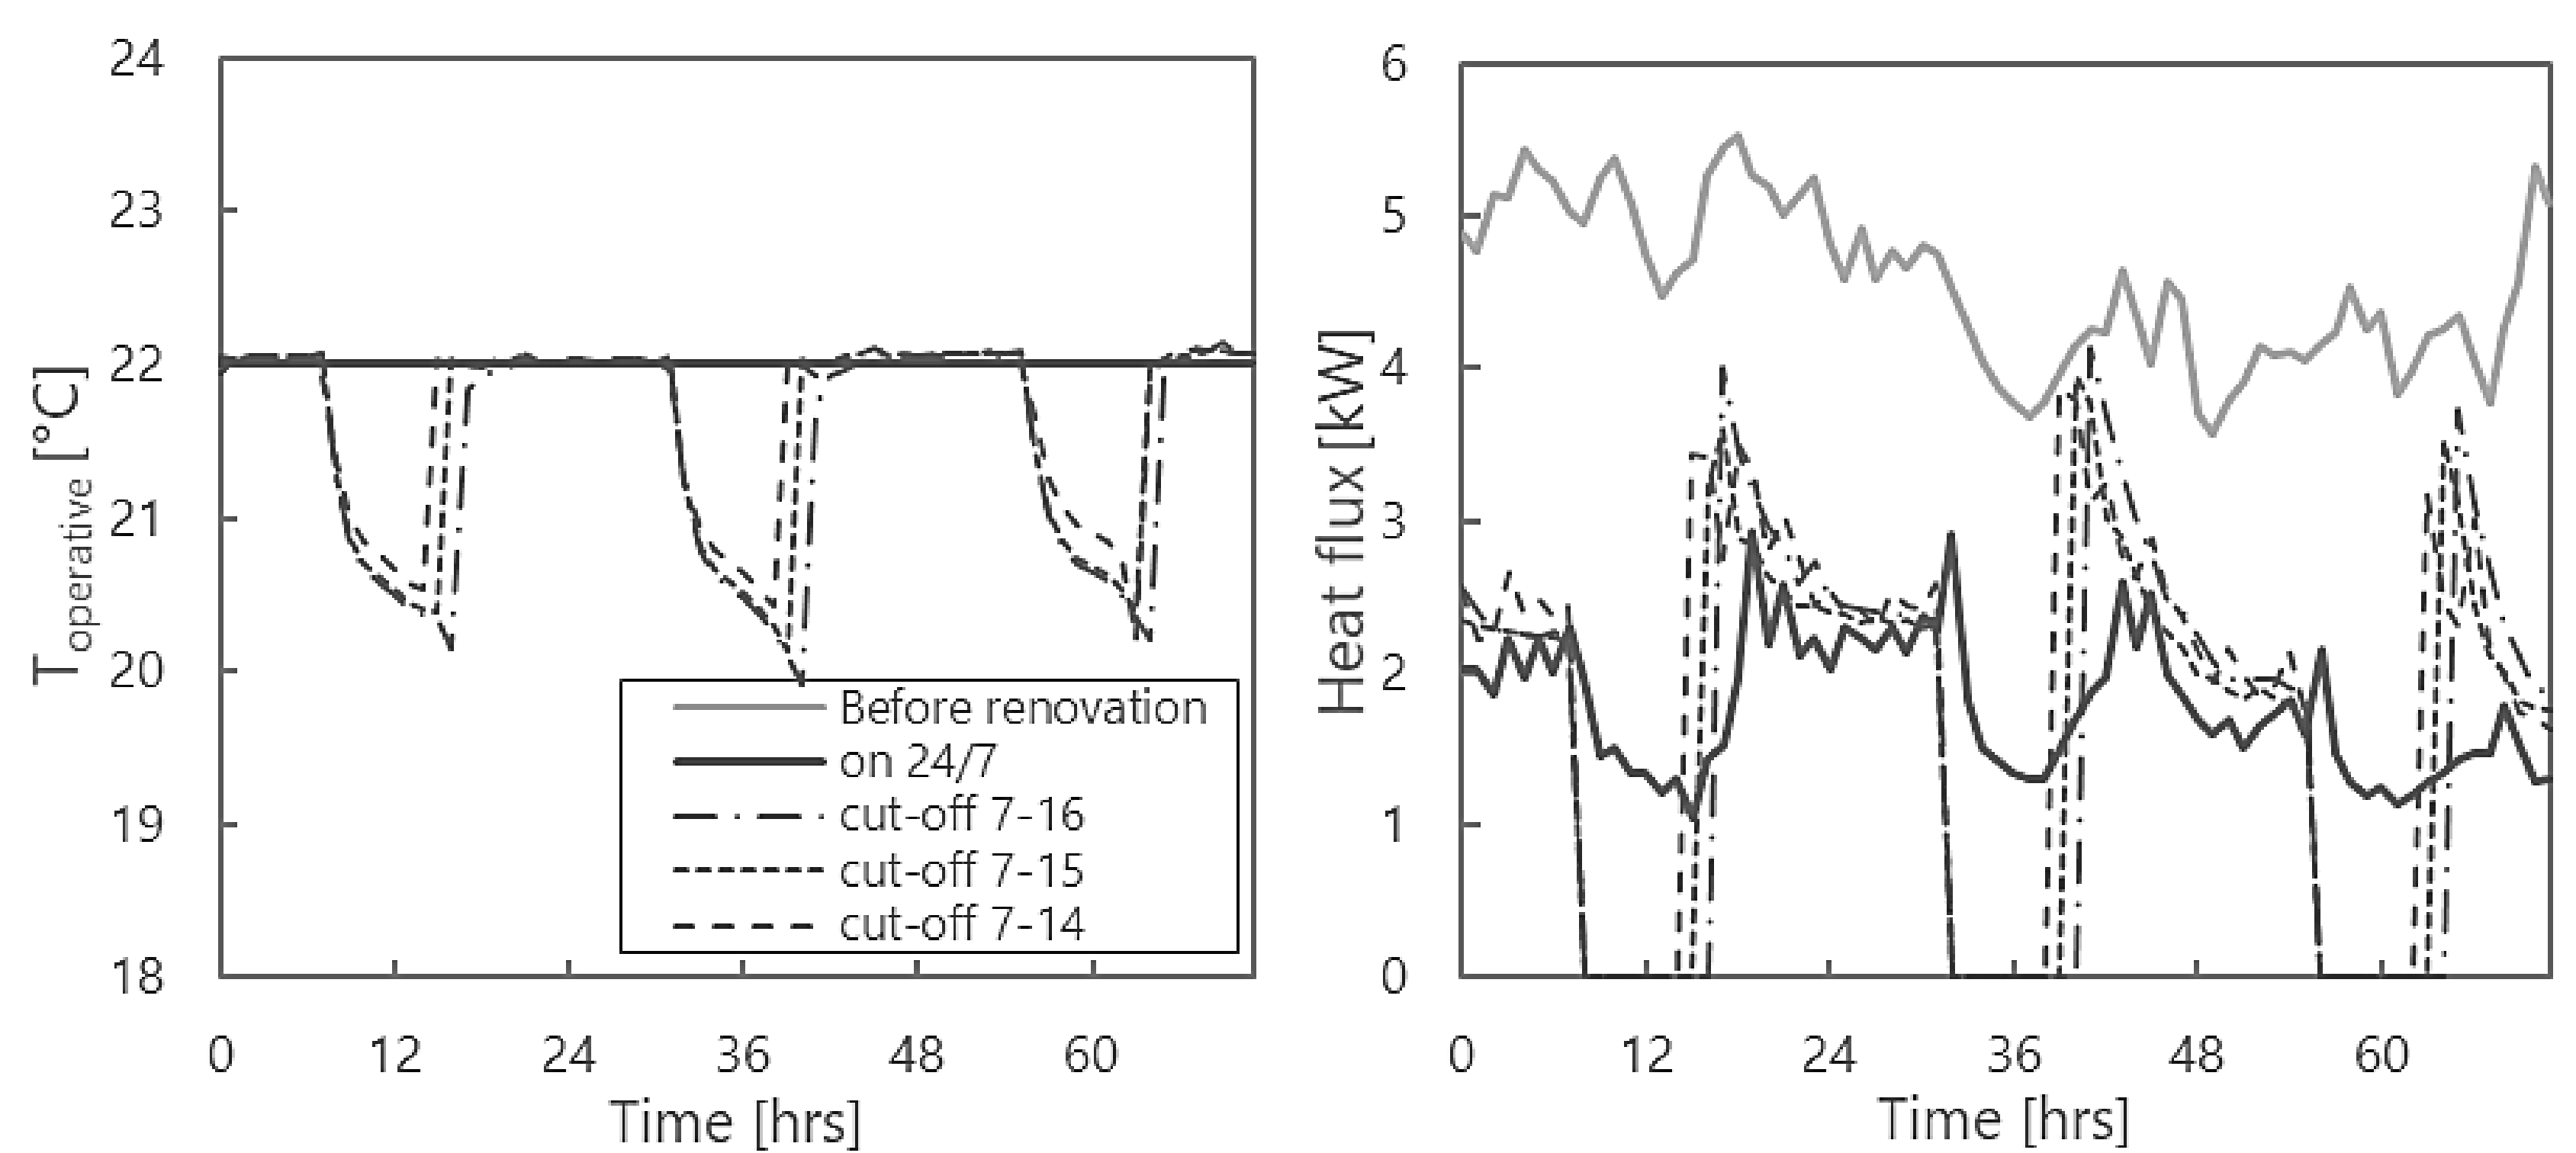 24
23
22
21
20
19
18
T operative [°C]
0 12 24 36 48 60
Time [hrs]
Before renovation
on 24/7
cut-off 7-16
cut-off 7-15
cut-off 7-14
6
5
4
3
2
1
0
Heat flux [kW]
0 12 24 36 48 60
Time [hrs]